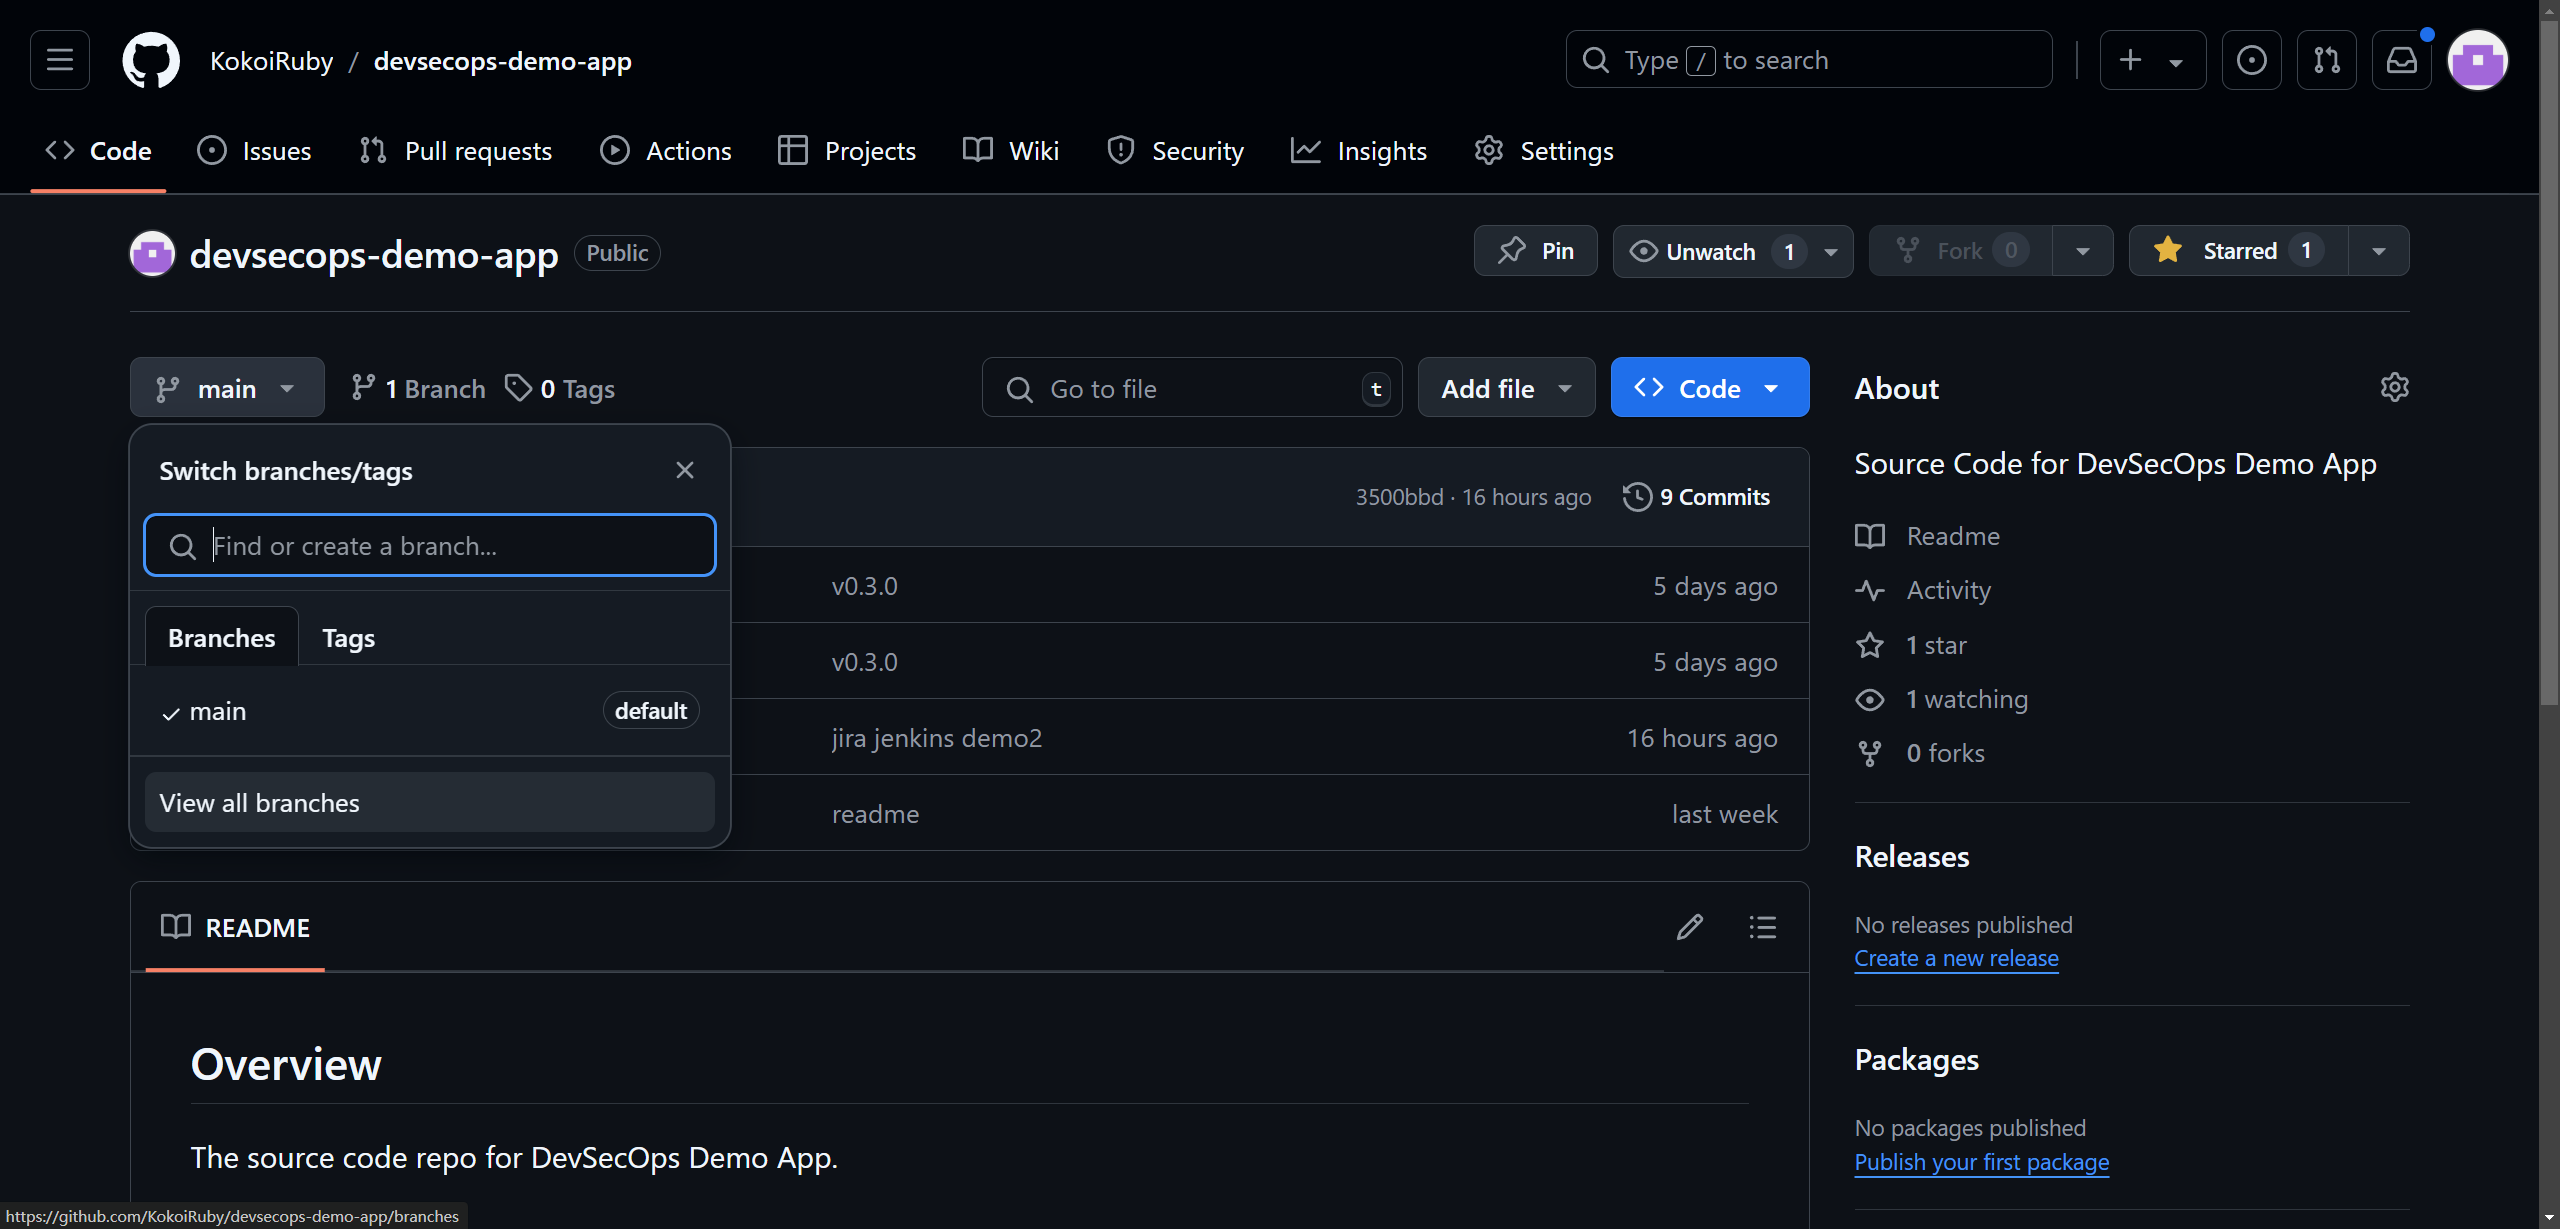 KokoiRuby / devsecops-demo-app
Type / to search
Code
Issues
Pull requests
Actions
Projects
Wiki
Security
Insights
Settings
devsecops-demo-app
Public
Pin
Unwatch 1
Fork 0
Starred 1
main
1 Branch
0 Tags
Go to file
t
Add file
Code
Switch branches/tags
Find or create a branch...
Branches
Tags
main
default
View all branches
3500bbd · 16 hours ago
9 Commits
v0.3.0
5 days ago
v0.3.0
5 days ago
jira jenkins demo2
16 hours ago
readme
last week
README
Overview
The source code repo for DevSecOps Demo App.
About
Source Code for DevSecOps Demo App
Readme
Activity
1 star
1 watching
0 forks
Releases
No releases published
Create a new release
Packages
No packages published
Publish your first package
https://github.com/KokoiRuby/devsecops-demo-app/branches